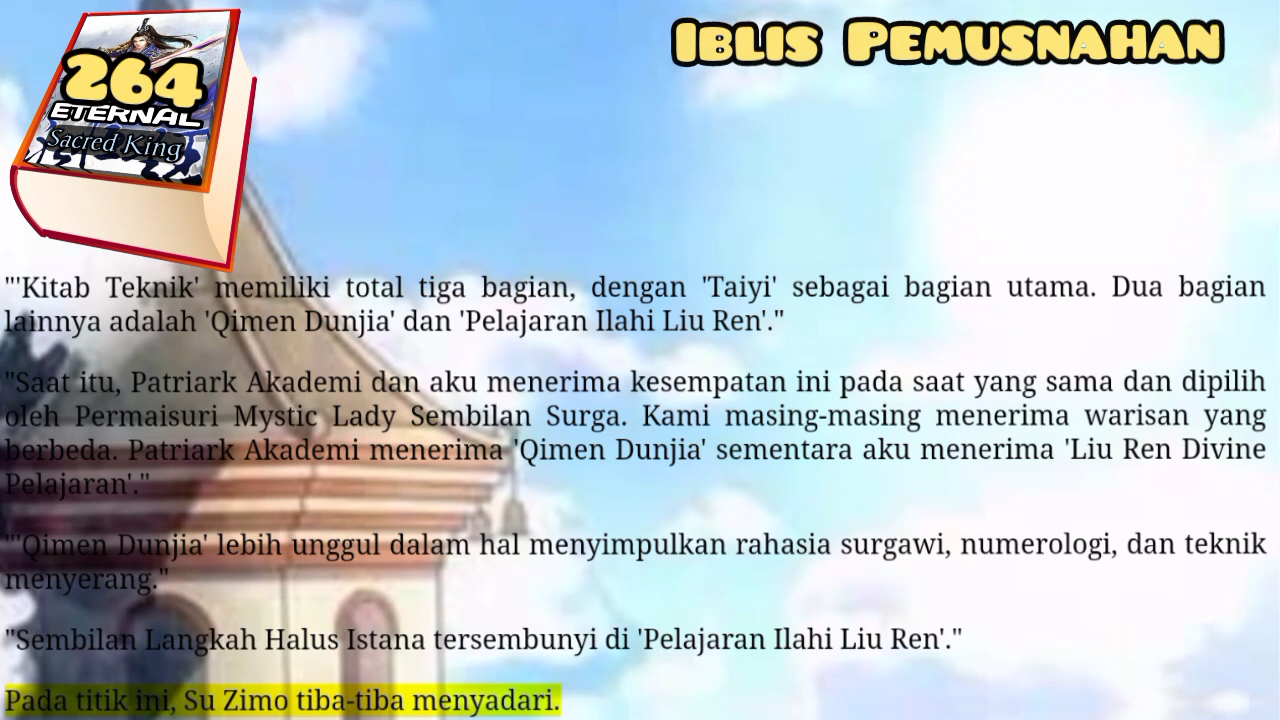 Iblis Pemusnahan
264
ETERNAL
Sacred King
"'Kitab Teknik' memiliki total tiga bagian, dengan 'Taiyi' sebagai bagian utama. Dua bagian
lainnya adalah 'Qimen Dunjia' dan 'Pelajaran Ilahi Liu Ren'."
"Saat itu, Patriark Akademi dan aku menerima kesempatan ini pada saat yang sama dan dipilih
oleh Permaisuri Mystic Lady Sembilan Surga. Kami masing-masing menerima warisan yang
berbeda. Patriark Akademi menerima 'Qimen Dunjia' sementara aku menerima 'Liu Ren Divine
Pelajaran'."
"'Qimen Dunjia' lebih unggul dalam hal menyimpulkan rahasia surgawi, numerologi, dan teknik
menyerang."
"Sembilan Langkah Halus Istana tersembunyi di 'Pelajaran Ilahi Liu Ren'."
Pada titik ini, Su Zimo tiba-tiba menyadari.